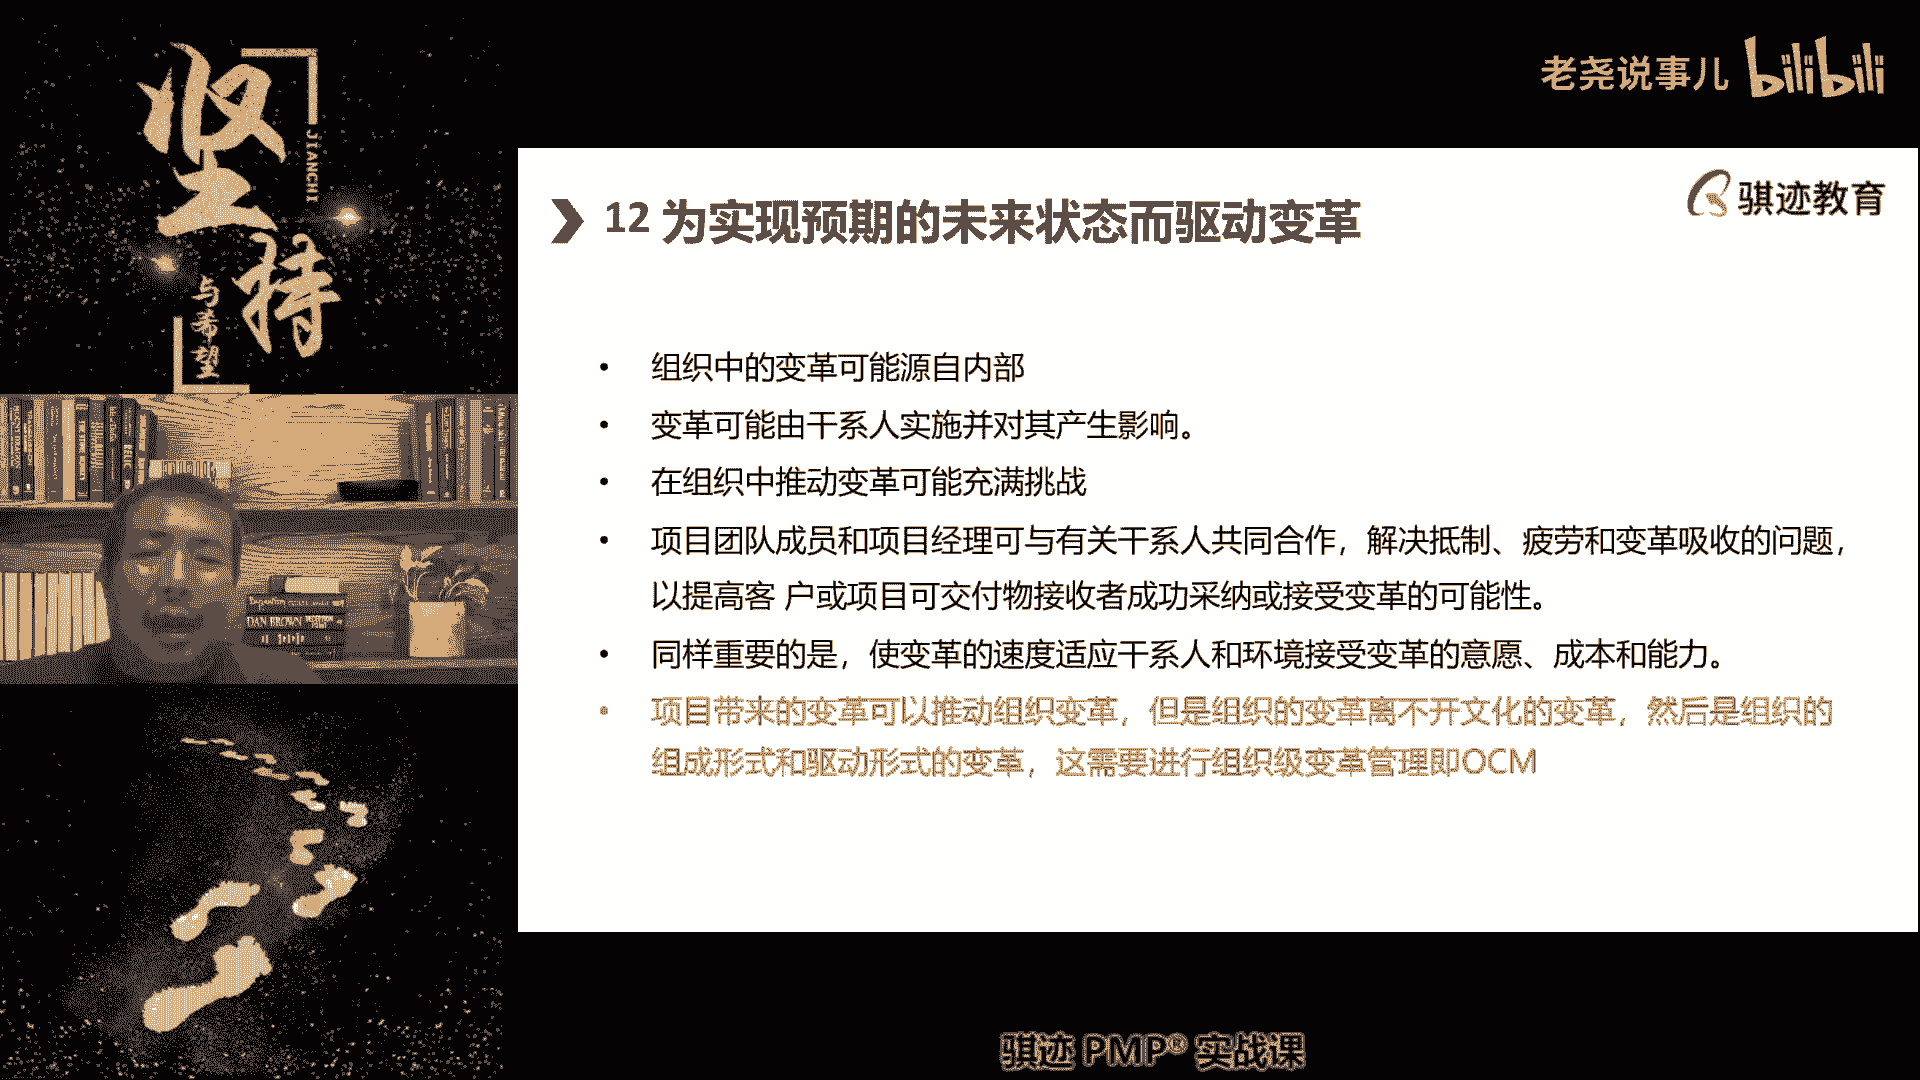 坚持
JIANCHI
与希望
老尧说事儿 bilibili
骐迹教育
12 为实现预期的未来状态而驱动变革
• 组织中的变革可能源自内部
• 变革可能由干系人实施并对其产生影响。
• 在组织中推动变革可能充满挑战
• 项目团队成员和项目经理可与有关干系人共同合作，解决抵制、疲劳和变革吸收的问题，
以提高客 户或项目可交付物接收者成功采纳或接受变革的可能性。
• 同样重要的是，使变革的速度适应干系人和环境接受变革的意愿、成本和能力。
• 项目带来的变革可以推动组织变革，但是组织的变革离不开文化的变革，然后是组织的
组成形式和驱动形式的变革，这需要进行组织级变革管理即OCM
DAN BROWN
骐迹 PMP® 实战课